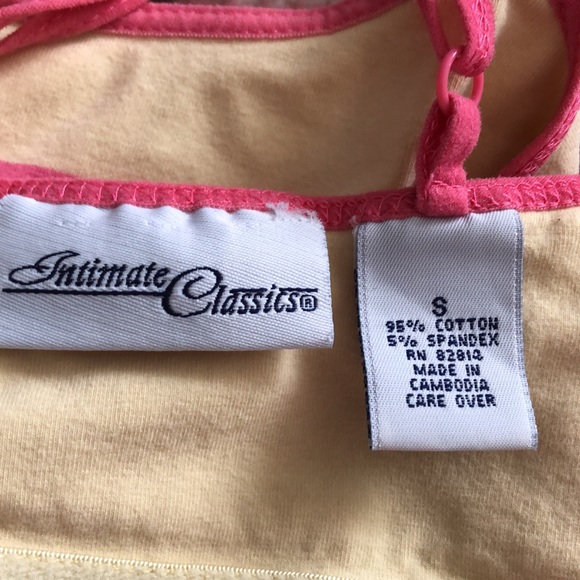 Intimate
Classics®
S
95% COTTON
5% SPANDEX
RN 82814
MADE IN
CAMBODIA
CARE OVER